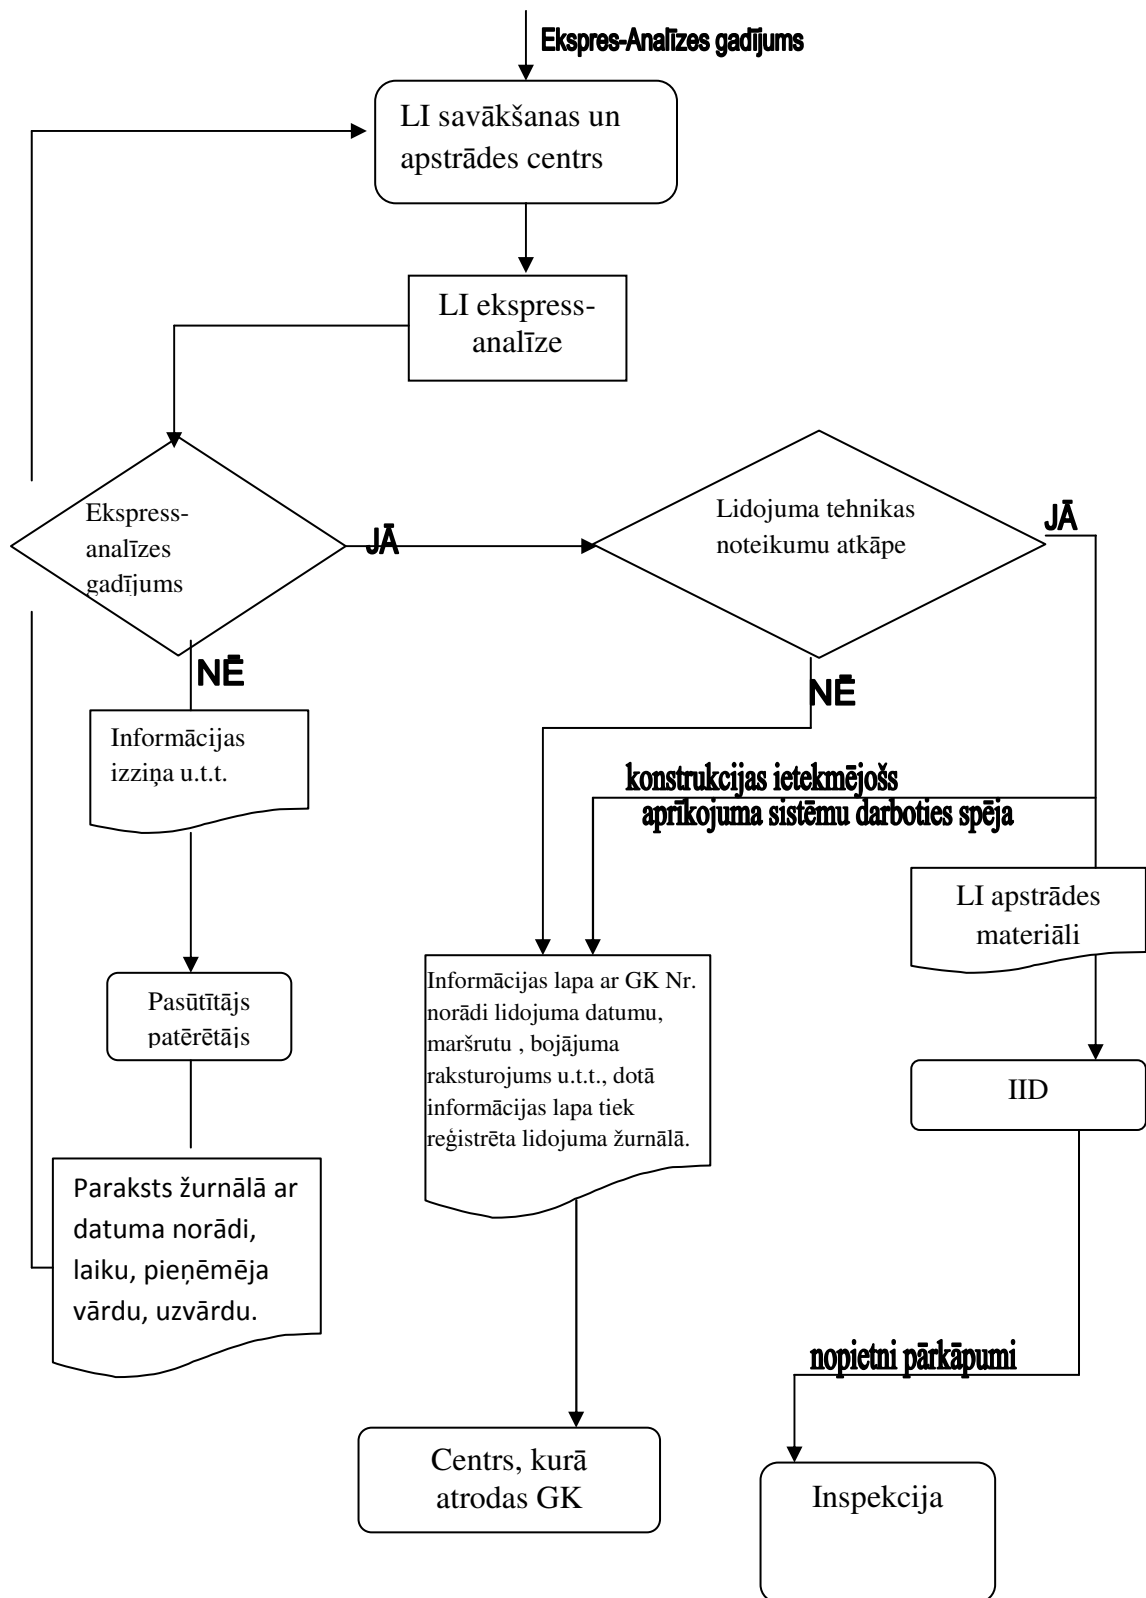 Ekspres-Analīzes gadījums
LI savākšanas un
apstrādes centrs
LI ekspress-
analīze
Ekspress-
analīzes
gadījums
JĀ
Lidojuma tehnikas
noteikumu atkāpe
JĀ
NĒ
NĒ
Informācijas
izziņa u.t.t.
konstrukcijas ietekmējošs
aprīkojuma sistēmu darboties spēja
LI apstrādes
materiāli
Informācijas lapa ar GK Nr.
norādi lidojuma datumu,
maršrutu , bojājuma
raksturojums u.t.t., dotā
informācijas lapa tiek
reģistrēta lidojuma žurnālā.
Pasūtītājs
patērētājs
IID
Paraksts žurnālā ar
datuma norādi,
laiku, pieņēmēja
vārdu, uzvārdu.
nopietni pārkāpumi
Centrs, kurā
atrodas GK
Inspekcija